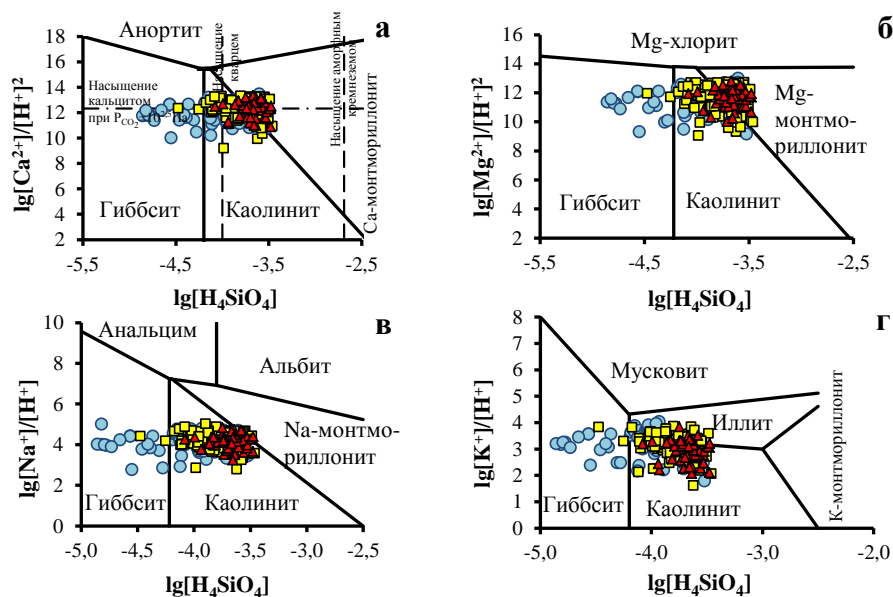 а
Анортит
Насыщение
кварцем
Насыщение аморфным
кремнеземом
Насыщение
кальцитом
при P CO2
Гиббсит
Каолинит
Ca-монтмориллонит
18
16
14
12
10
8
6
4
2
-5,5
-4,5
-3,5
-2,5
lg[Ca²⁺]/[H⁺]²
lg[H₄SiO₄]
б
Mg-хлорит
Mg-
монтмо-
риллонит
Гиббсит
Каолинит
16
14
12
10
8
6
4
2
-5,5
-4,5
-3,5
-2,5
lg[Mg²⁺]/[H⁺]²
lg[H₄SiO₄]
в
Анальцим
Альбит
Na-монтмо-
риллонит
Гиббсит
Каолинит
10
8
6
4
2
0
-5,0
-4,5
-4,0
-3,5
-3,0
-2,5
lg[Na⁺]/[H⁺]
lg[H₄SiO₄]
г
Мусковит
Иллит
Гиббсит
Каолинит
К-монтмориллонит
8
7
6
5
4
3
2
1
0
-5,0
-4,0
-3,0
-2,0
lg[K⁺]/[H⁺]
lg[H₄SiO₄]